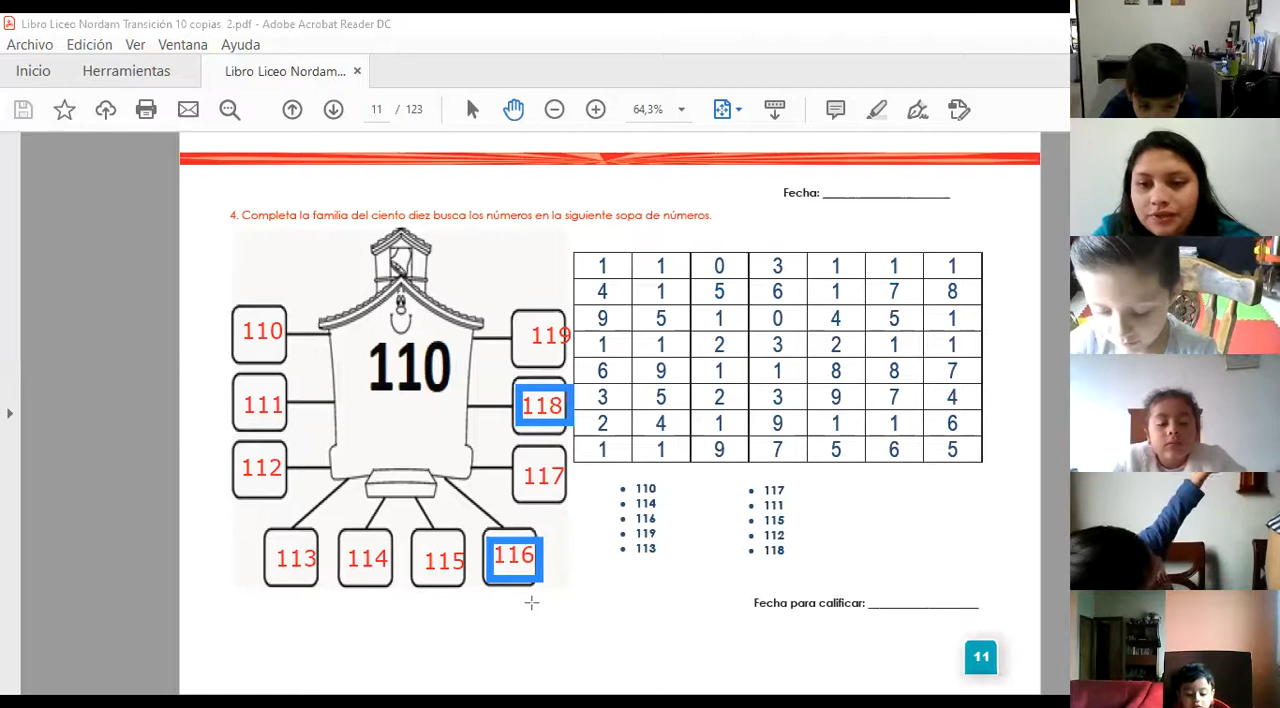 Libro Liceo Nordam Transición 10 copias 2.pdf - Adobe Acrobat Reader DC
Archivo Edición Ver Ventana Ayuda
Inicio Herramientas Libro Liceo Nordam... ×
11 / 123 64,3%
Fecha: ____________________
4. Completa la familia del ciento diez busca los números en la siguiente sopa de números.
110
110
111
112
113
114
115
116
117
118
119
1 1 0 3 1 1 1
4 1 5 6 1 7 8
9 5 1 0 4 5 1
1 1 2 3 2 1 1
6 9 1 1 8 8 7
3 5 2 3 9 7 4
2 4 1 9 1 1 6
1 1 9 7 5 6 5
• 110
• 114
• 116
• 119
• 113
• 117
• 111
• 115
• 112
• 118
Fecha para calificar: __________________
11